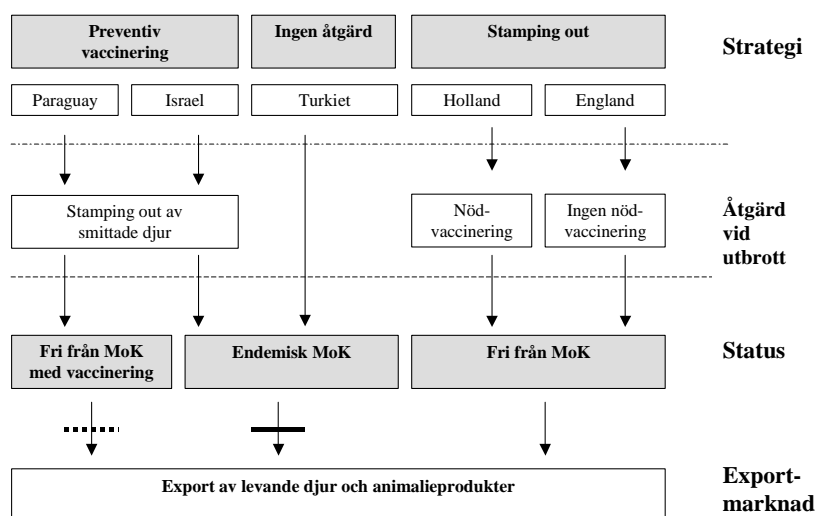 Preventiv
vaccinering
Ingen åtgärd
Stamping out
Strategi
Paraguay
Israel
Turkiet
Holland
England
Stamping out av
smittade djur
Nöd-
vaccinering
Ingen nöd-
vaccinering
Åtgärd
vid
utbrott
Fri från MoK
med vaccinering
Endemisk MoK
Fri från MoK
Status
Export av levande djur och animalieprodukter
Export-
marknad